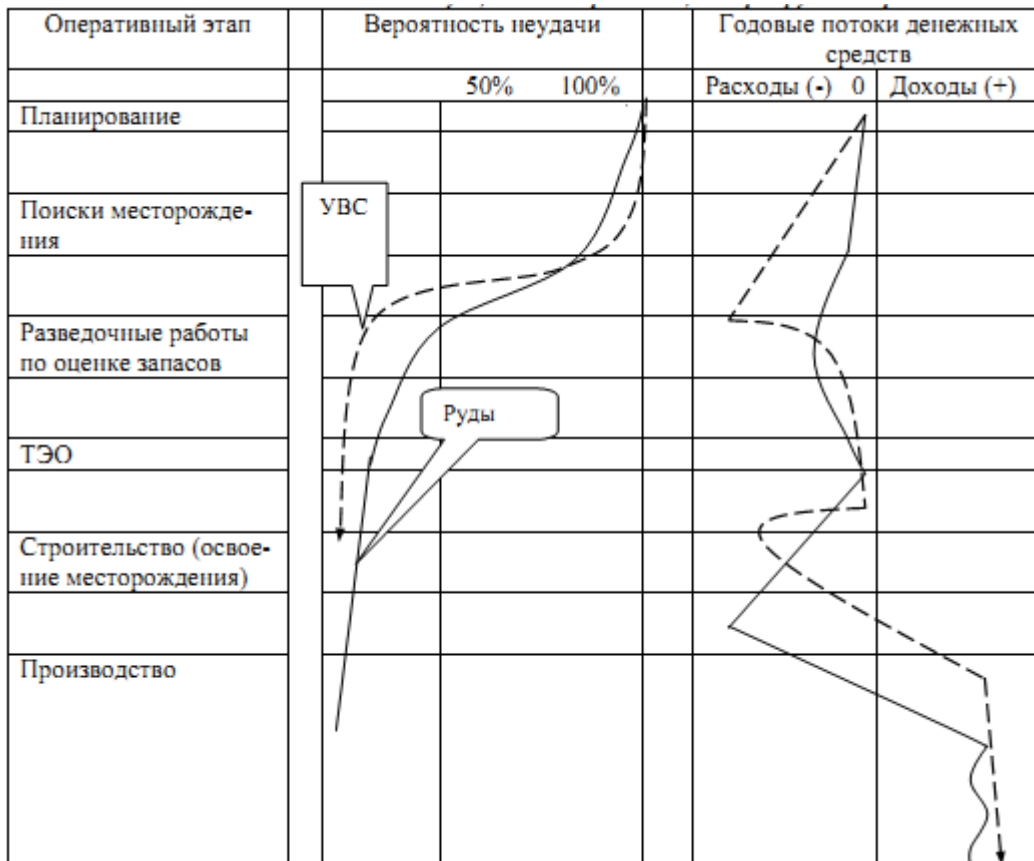 Оперативный этап
Вероятность неудачи
Годовые потоки денежных
средств
50% 100%
Расходы (-) 0 Доходы (+)
Планирование
УВС
Поиски месторожде-
ния
Разведочные работы
по оценке запасов
Руды
ТЭО
Строительство (освое-
ние месторождения)
Производство